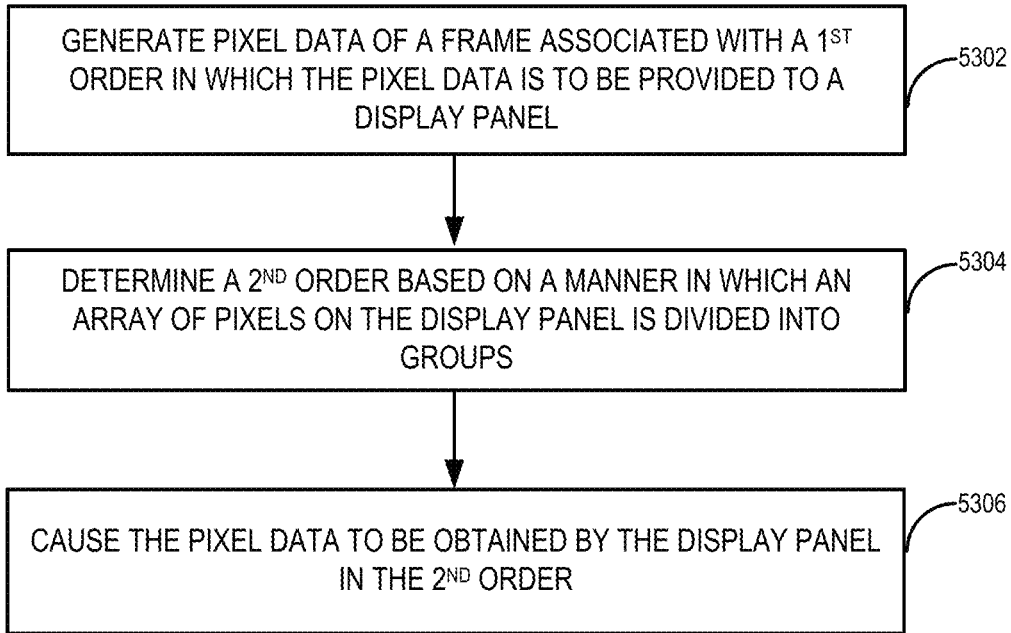 GENERATE PIXEL DATA OF A FRAME ASSOCIATED WITH A 1ST
ORDER IN WHICH THE PIXEL DATA IS TO BE PROVIDED TO A
DISPLAY PANEL
5302
DETERMINE A 2ND ORDER BASED ON A MANNER IN WHICH AN
ARRAY OF PIXELS ON THE DISPLAY PANEL IS DIVIDED INTO
GROUPS
5304
CAUSE THE PIXEL DATA TO BE OBTAINED BY THE DISPLAY PANEL
IN THE 2ND ORDER
5306